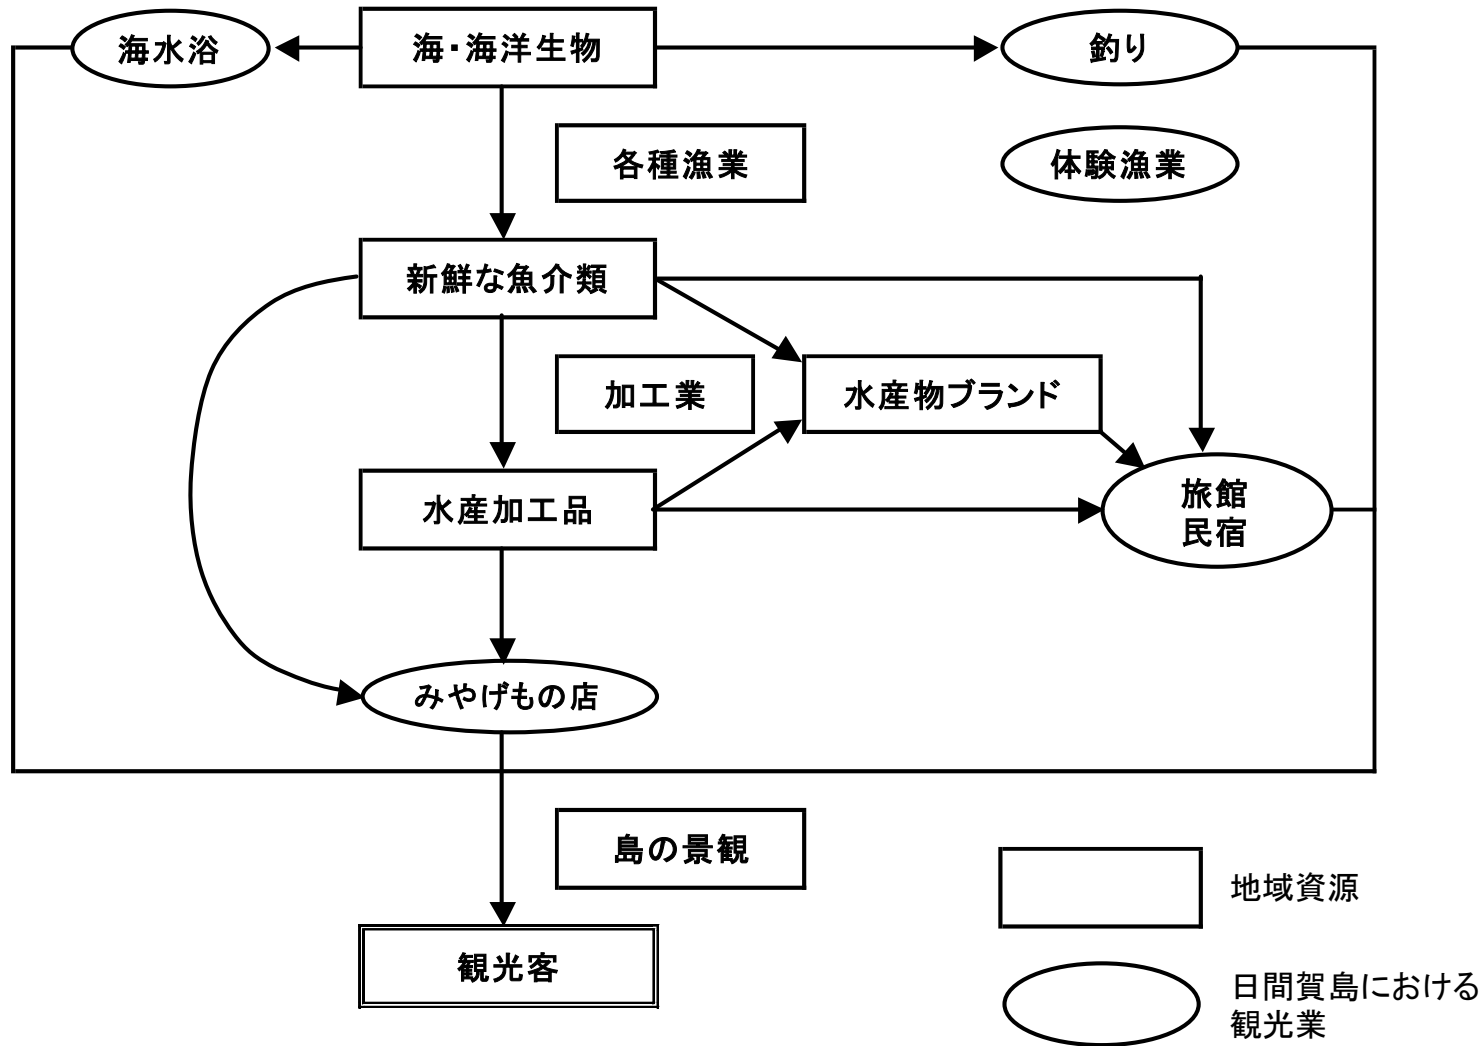 海水浴
海・海洋生物
釣り
各種漁業
体験漁業
新鮮な魚介類
加工業
水産物ブランド
水産加工品
旅館
民宿
みやげもの店
島の景観
観光客
地域資源
日間賀島における
観光業